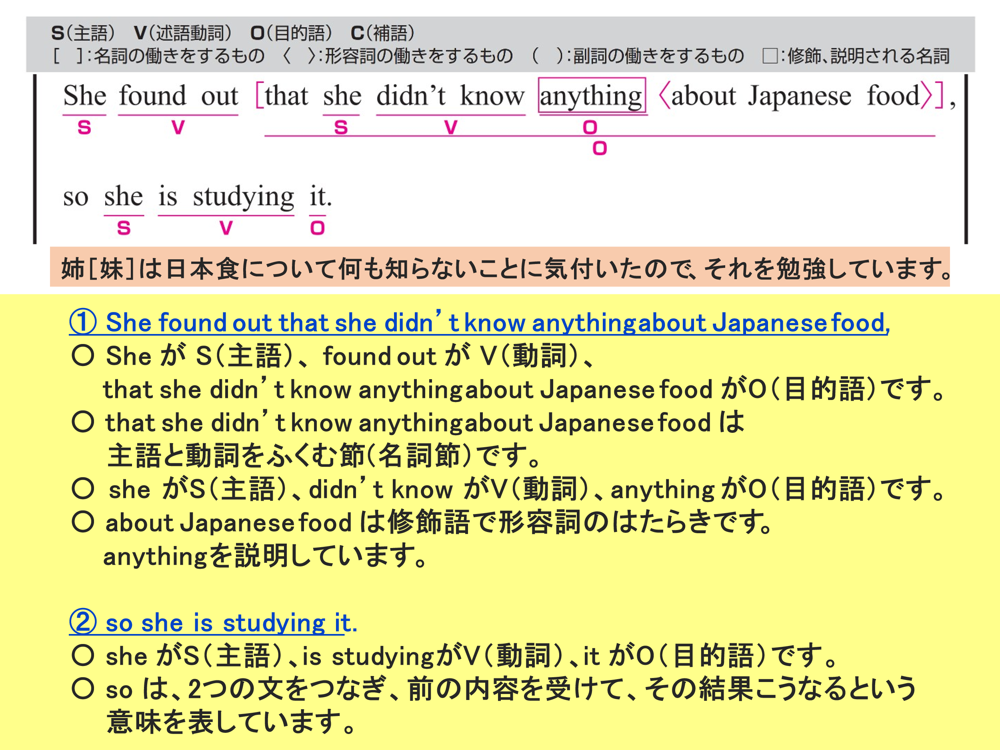 S(主語) V(述語動詞) O(目的語) C(補語)
[ ]:名詞の働きをするもの 〈 〉:形容詞の働きをするもの ( ):副詞の働きをするもの □:修飾、説明される名詞
She found out [that she didn't know anything 〈about Japanese food〉],
S V S V O
O
so she is studying it.
S V O
姉[妹]は日本食について何も知らないことに気付いたので、それを勉強しています。
① She found out that she didn't know anything about Japanese food,
○ She が S(主語)、found out が V(動詞)、
that she didn't know anything about Japanese food がO(目的語)です。
○ that she didn't know anything about Japanese food は
主語と動詞をふくむ節(名詞節)です。
○ she がS(主語)、didn't know がV(動詞)、anything がO(目的語)です。
○ about Japanese food は修飾語で形容詞のはたらきです。
anythingを説明しています。
② so she is studying it.
○ she がS(主語)、is studyingがV(動詞)、it がO(目的語)です。
○ so は、2つの文をつなぎ、前の内容を受けて、その結果こうなるという
意味を表しています。